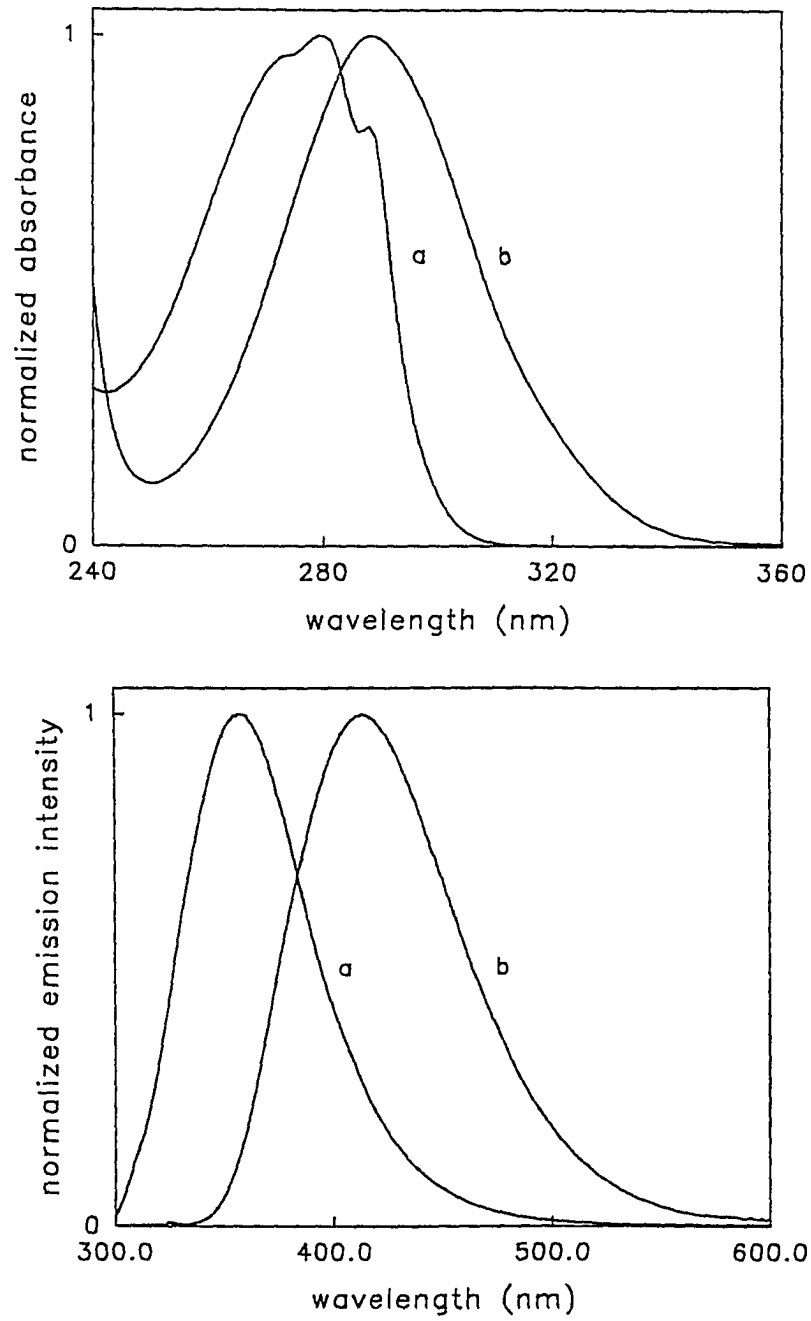 1
normalized absorbance
a
b
0
240
280
320
360
wavelength (nm)
1
normalized emission intensity
a
b
0
300.0
400.0
500.0
600.0
wavelength (nm)